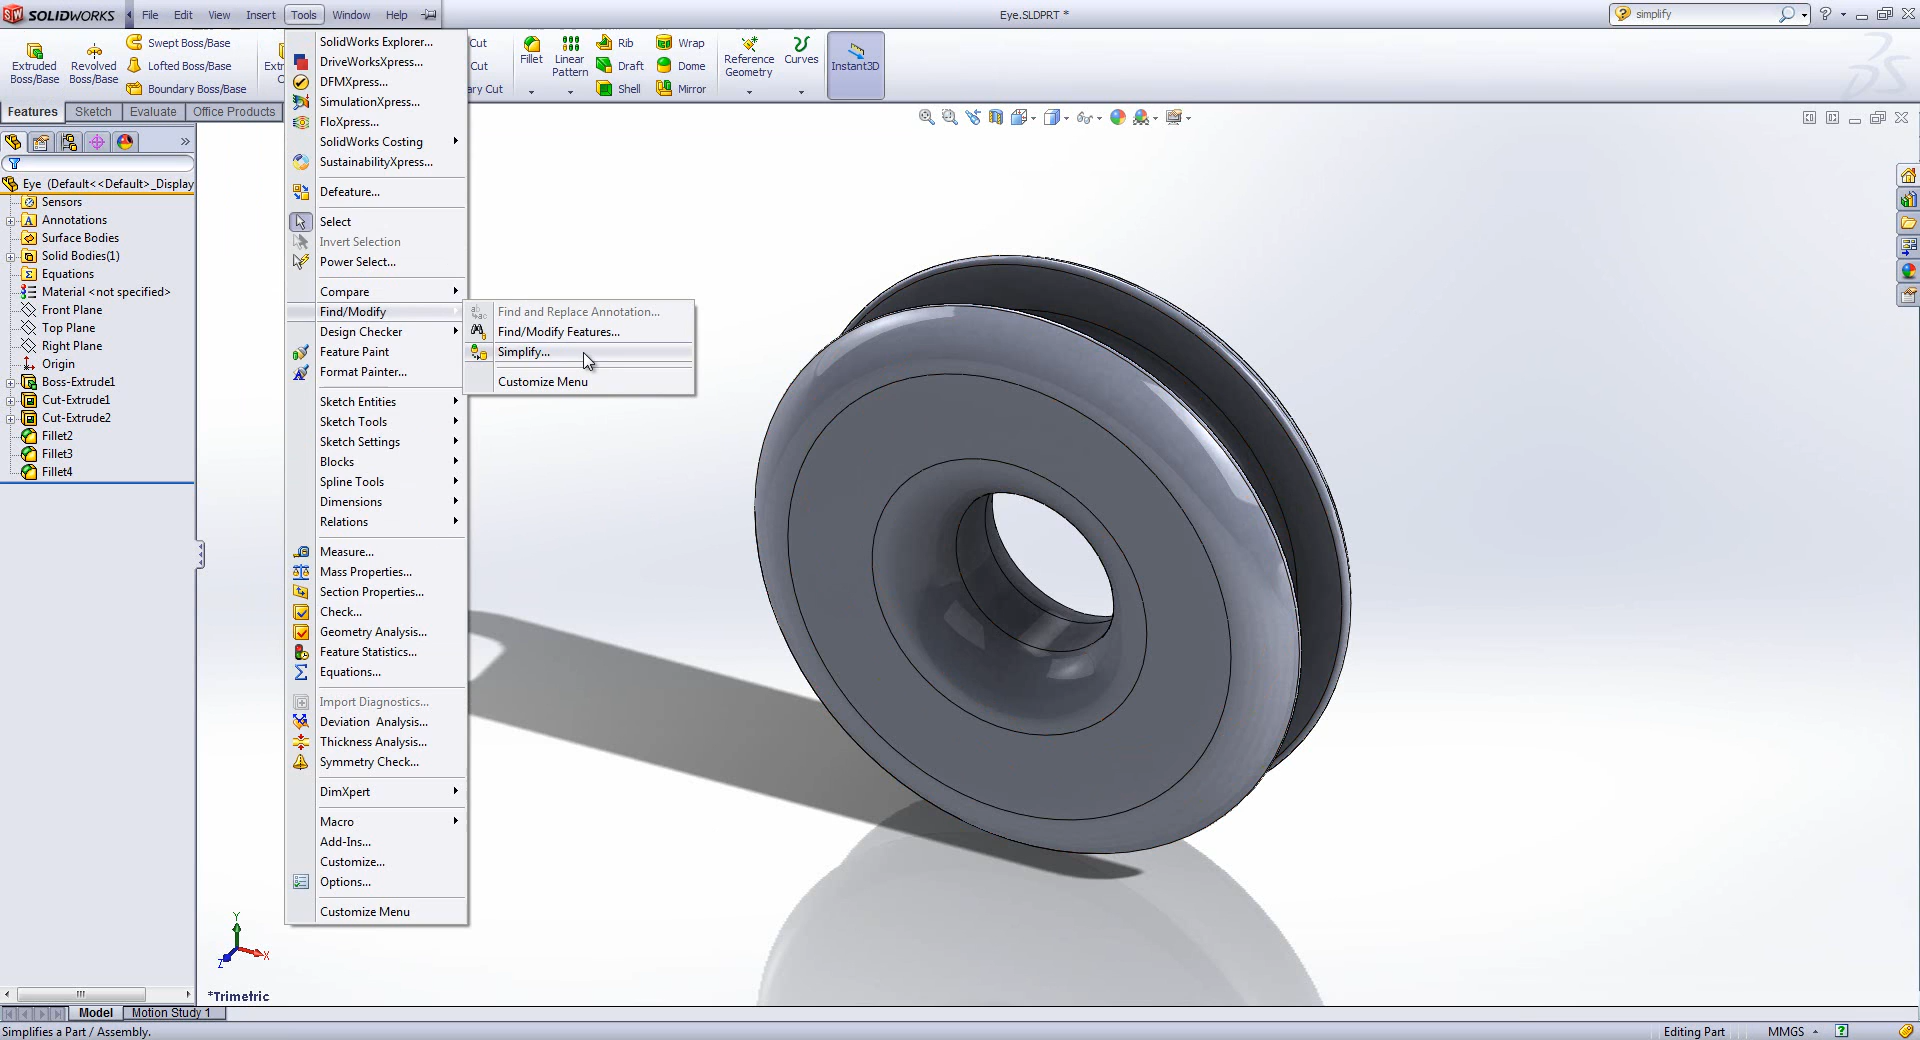 SOLIDWORKS
File Edit View Insert Tools Window Help
Eye.SLDPRT *
simplify
Extruded Boss/Base
Revolved Boss/Base
Swept Boss/Base
Lofted Boss/Base
Boundary Boss/Base
Fillet
Linear Pattern
Rib
Draft
Shell
Wrap
Dome
Mirror
Reference Geometry
Curves
Instant3D
Cut
Cut
Cut
Features Sketch Evaluate Office Products
Eye (Default<<Default>_Display
Sensors
Annotations
Surface Bodies
Solid Bodies(1)
Equations
Material <not specified>
Front Plane
Top Plane
Right Plane
Origin
Boss-Extrude1
Cut-Extrude1
Cut-Extrude2
Fillet2
Fillet3
Fillet4
SolidWorks Explorer...
DriveWorksXpress...
DFMXpress...
SimulationXpress...
FloXpress...
SolidWorks Costing
SustainabilityXpress...
Defeature...
Select
Invert Selection
Power Select...
Compare
Find/Modify
Design Checker
Feature Paint
Format Painter...
Sketch Entities
Sketch Tools
Sketch Settings
Blocks
Spline Tools
Dimensions
Relations
Measure...
Mass Properties...
Section Properties...
Check...
Geometry Analysis...
Feature Statistics...
Equations...
Import Diagnostics...
Deviation Analysis...
Thickness Analysis...
Symmetry Check...
DimXpert
Macro
Add-Ins...
Customize...
Options...
Customize Menu
Find and Replace Annotation...
Find/Modify Features...
Simplify...
Customize Menu
Y
X
Z
*Trimetric
Model Motion Study 1
Simplifies a Part / Assembly.
Editing Part
MMGS